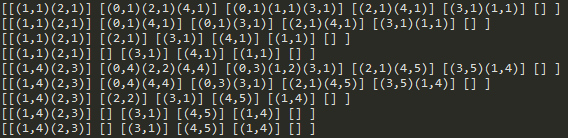 [[(1,1)(2,1)] [(0,1)(2,1)(4,1)] [(0,1)(1,1)(3,1)] [(2,1)(4,1)] [(3,1)(1,1)] [] ]
[[(1,1)(2,1)] [(0,1)(4,1)] [(0,1)(3,1)] [(2,1)(4,1)] [(3,1)(1,1)] [] ]
[[(1,1)(2,1)] [(2,1)] [(3,1)] [(4,1)] [(1,1)] [] ]
[[(1,1)(2,1)] [] [(3,1)] [(4,1)] [(1,1)] [] ]
[[(1,4)(2,3)] [(0,4)(2,2)(4,4)] [(0,3)(1,2)(3,1)] [(2,1)(4,5)] [(3,5)(1,4)] [] ]
[[(1,4)(2,3)] [(0,4)(4,4)] [(0,3)(3,1)] [(2,1)(4,5)] [(3,5)(1,4)] [] ]
[[(1,4)(2,3)] [(2,2)] [(3,1)] [(4,5)] [(1,4)] [] ]
[[(1,4)(2,3)] [] [(3,1)] [(4,5)] [(1,4)] [] ]
[[(1,4)(2,3)] [] [(3,1)] [(4,5)] [(1,4)] [] ]